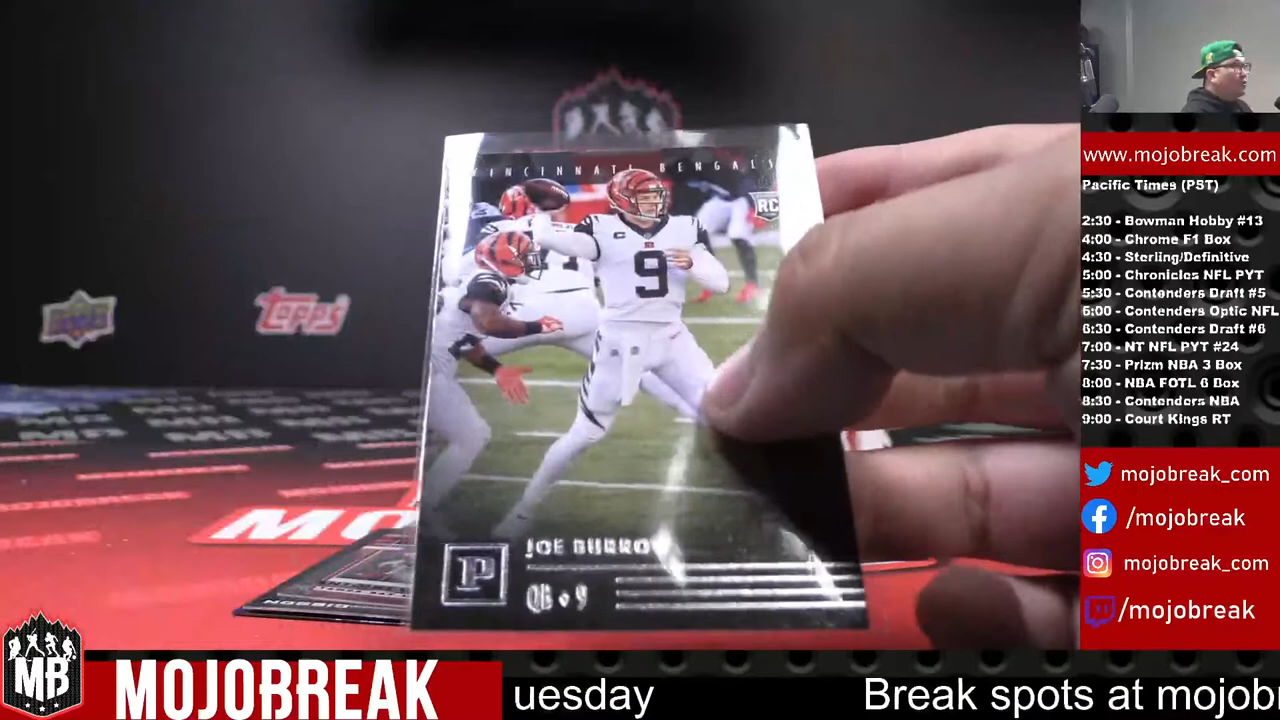 CINCINNATI BENGALS
RC
9
JOE BURROW
QB 9
P
Topps
MB
MOJOBREAK
uesday
Break spots at mojob
www.mojobreak.com
Pacific Times (PST)
2:30 - Bowman Hobby #13
4:00 - Chrome F1 Box
4:30 - Sterling/Definitive
5:00 - Chronicles NFL PYT
5:30 - Contenders Draft #5
6:00 - Contenders Optic NFL
6:30 - Contenders Draft #6
7:00 - NT NFL PYT #24
7:30 - Prizm NBA 3 Box
8:00 - NBA FOTL 6 Box
8:30 - Contenders NBA
9:00 - Court Kings RT
mojobreak_com
/mojobreak
mojobreak_com
/mojobreak